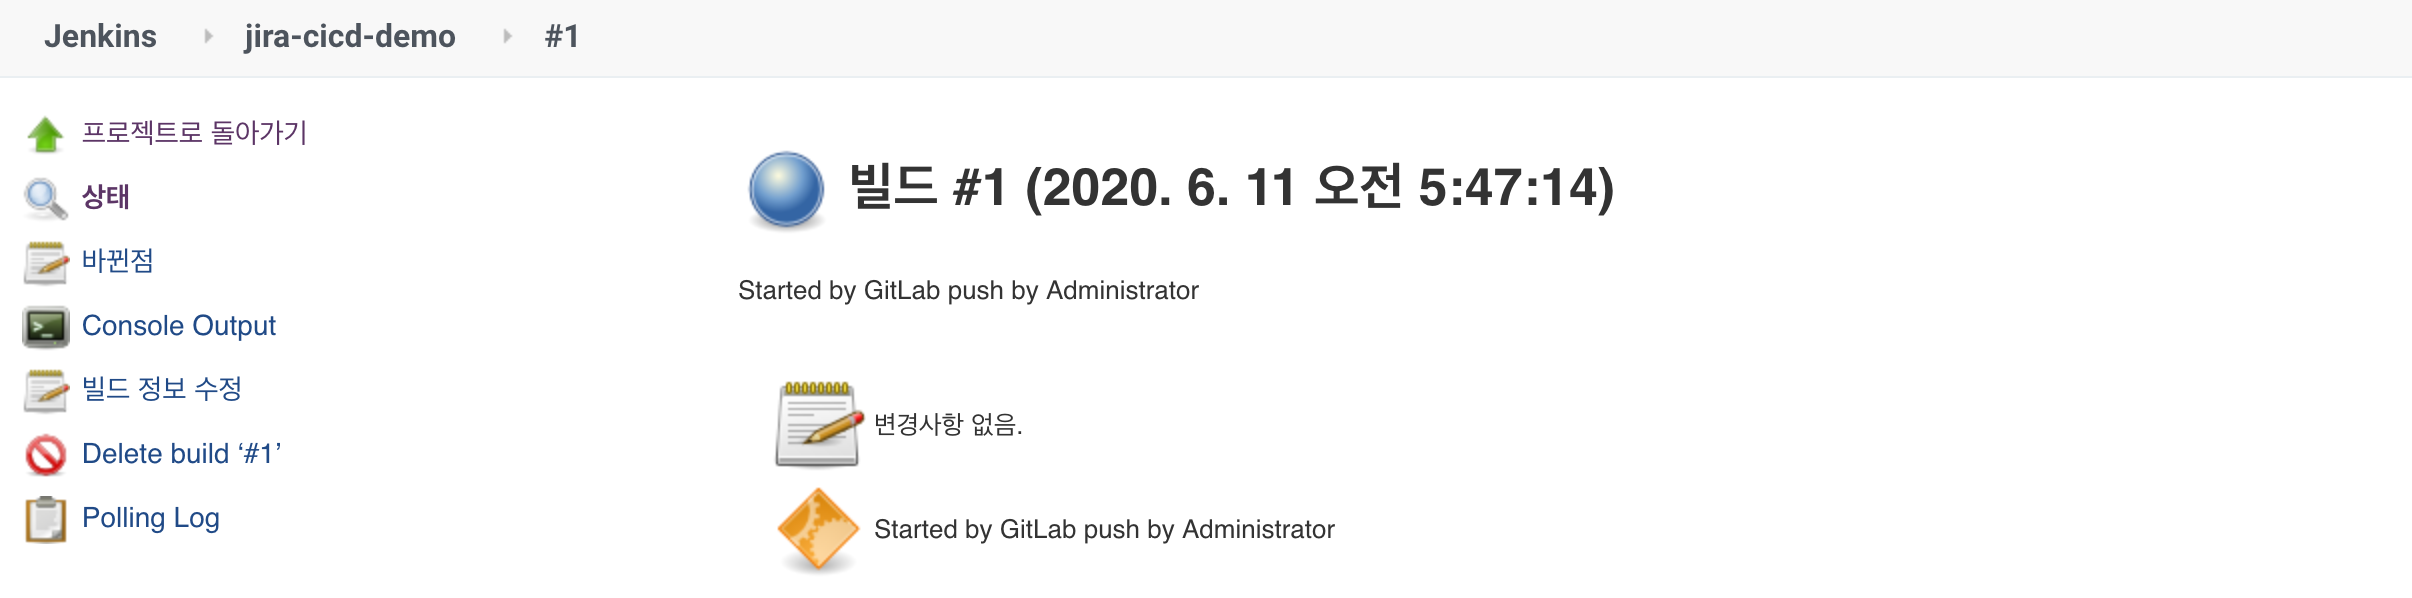 Jenkins jira-cicd-demo #1
프로젝트로 돌아가기
상태
바뀐점
Console Output
빌드 정보 수정
Delete build ‘#1’
Polling Log
빌드 #1 (2020. 6. 11 오전 5:47:14)
Started by GitLab push by Administrator
변경사항 없음.
Started by GitLab push by Administrator